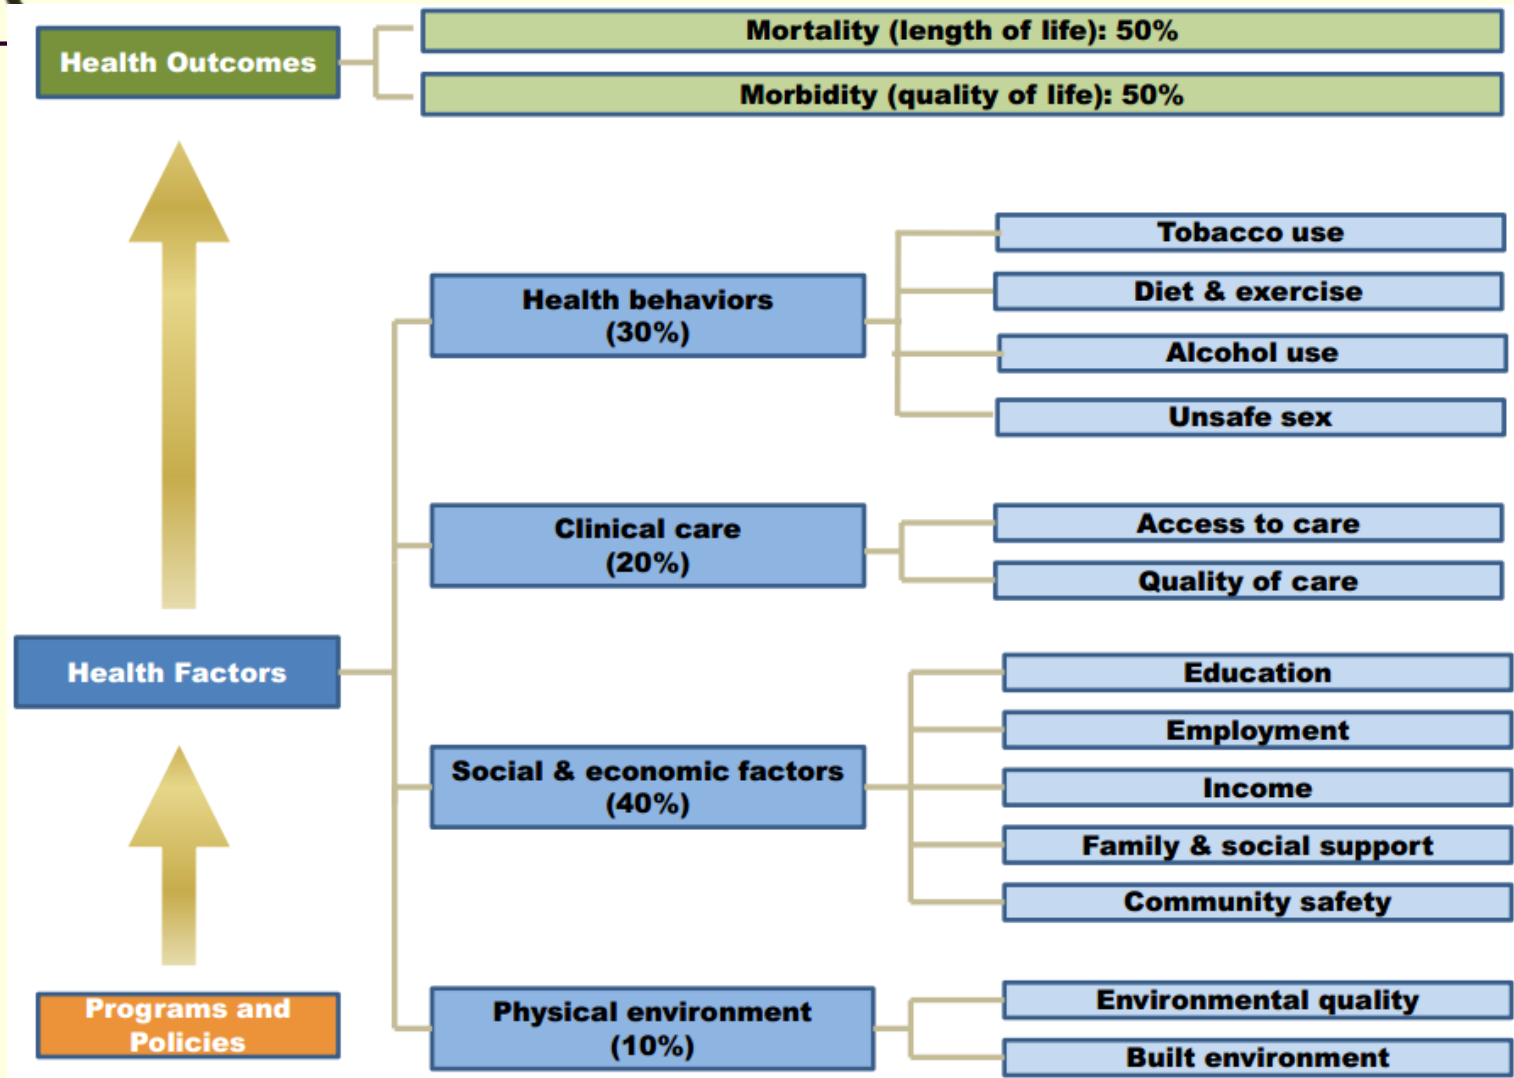 Health Outcomes
Mortality (length of life): 50%
Morbidity (quality of life): 50%
Health Factors
Programs and
Policies
Health behaviors
(30%)
Tobacco use
Diet & exercise
Alcohol use
Unsafe sex
Clinical care
(20%)
Access to care
Quality of care
Social & economic factors
(40%)
Education
Employment
Income
Family & social support
Community safety
Physical environment
(10%)
Environmental quality
Built environment